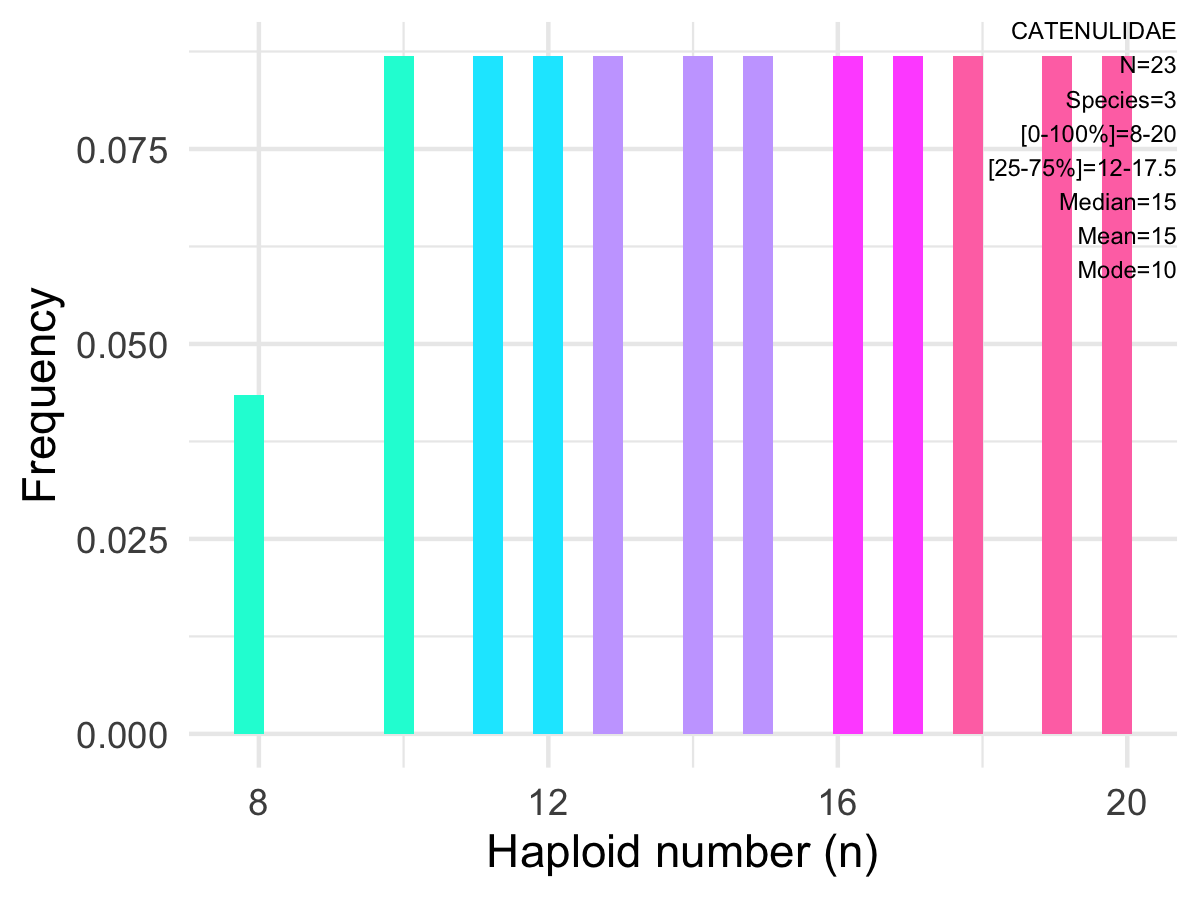 CATENULIDAE
N=23
Species=3
[0-100%]=8-20
[25-75%]=12-17.5
Median=15
Mean=15
Mode=10
0.075
0.050
0.025
0.000
Frequency
8 12 16 20
Haploid number (n)